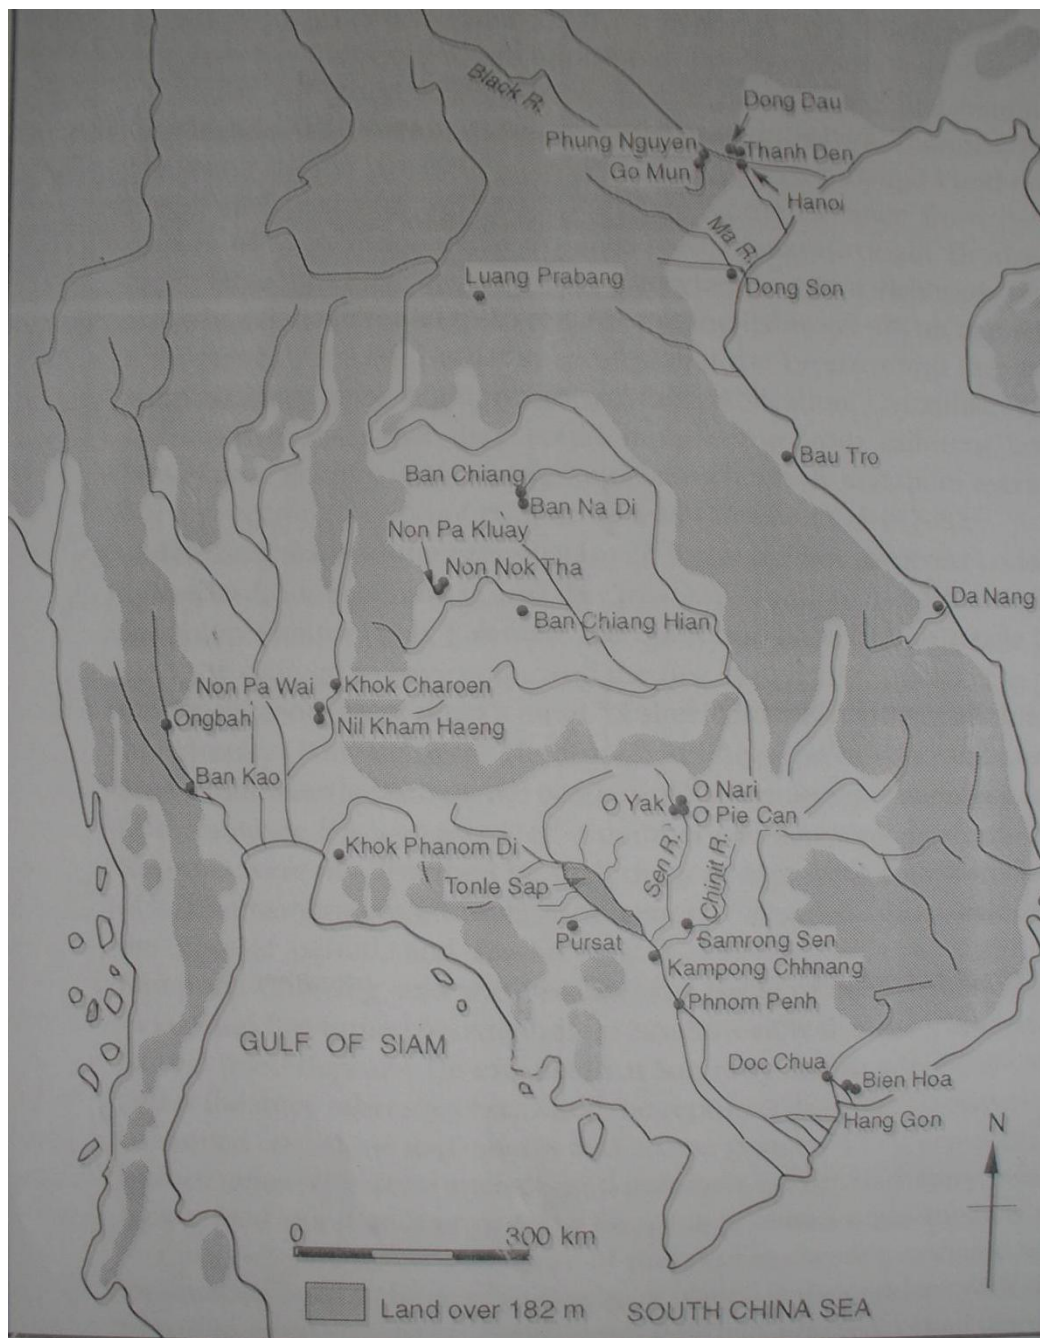 Black R.
Dong Dau
Phung Nguyen
Thanh Den
Go Mun
Hanoi
Ma R.
Luang Prabang
Dong Son
Bau Tro
Ban Chiang
Ban Na Di
Non Pa Kluay
Non Nok Tha
Da Nang
Ban Chiang Hian
Non Pa Wai
Khok Charoen
Ongbah
Nil Kham Haeng
Ban Kao
O Nari
O Yak
O Pie Can
Khok Phanom Di
Sen R.
Chinit R.
Tonle Sap
Pursat
Samrong Sen
Kampong Chhnang
Phnom Penh
GULF OF SIAM
Doc Chua
Bien Hoa
Hang Gon
N
0 300 km
Land over 182 m
SOUTH CHINA SEA